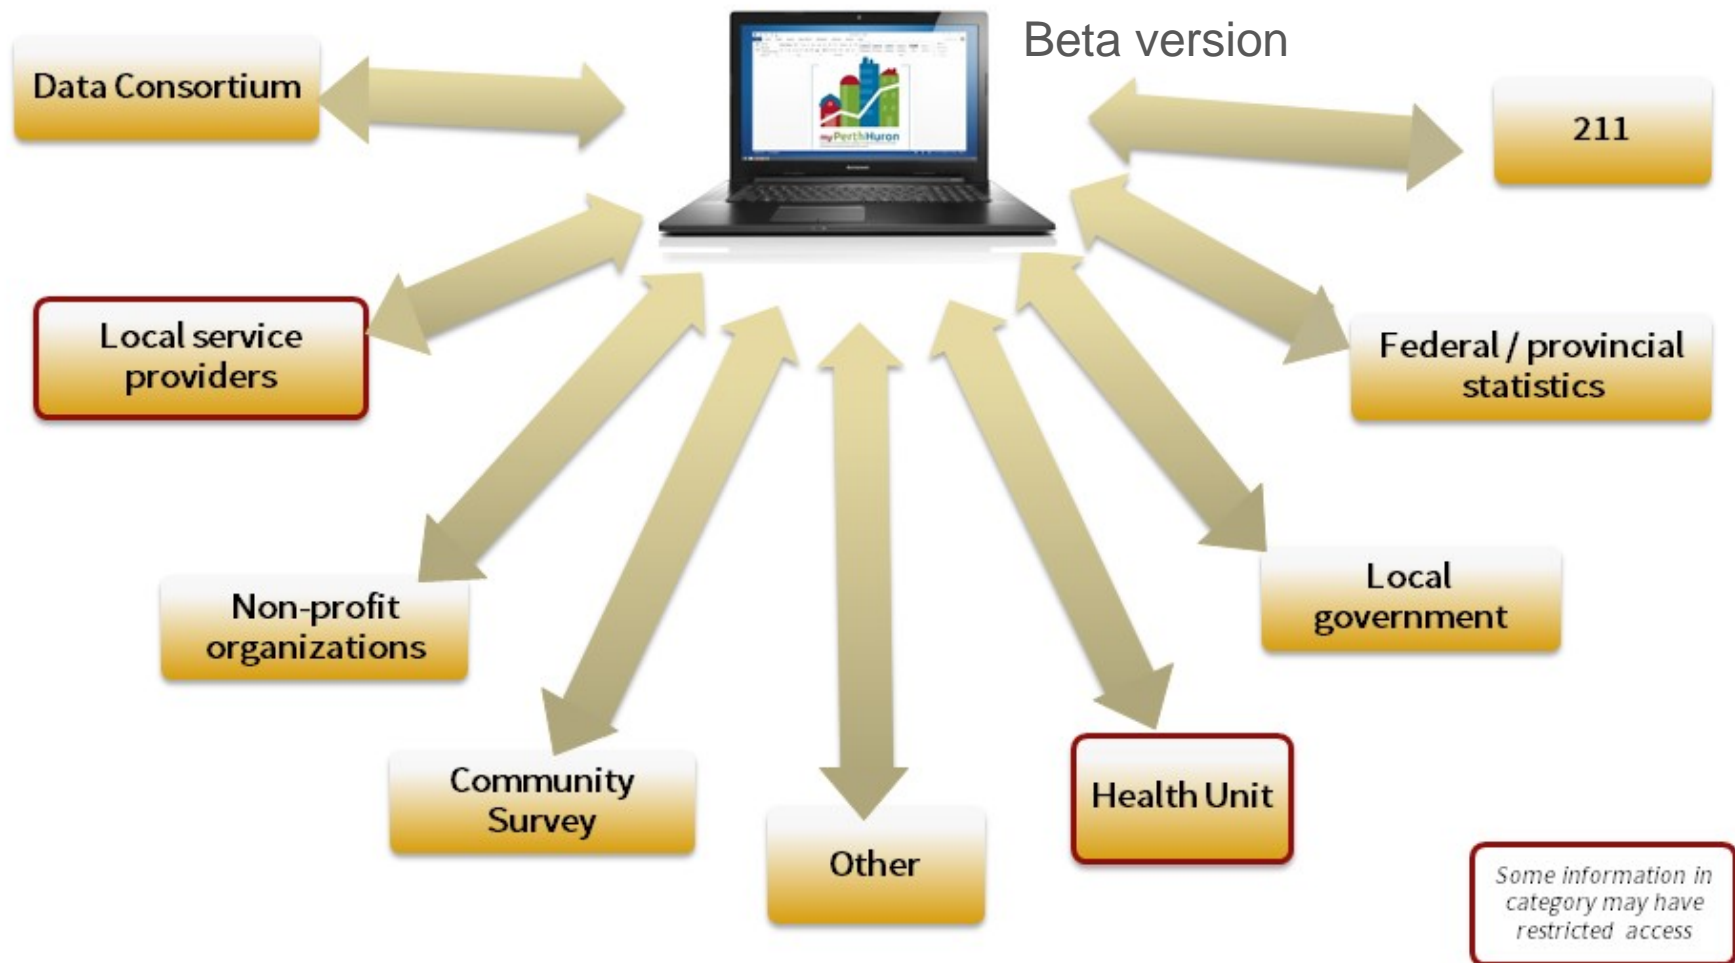 Beta version
Data Consortium
myPerthHuron
211
Local service
providers
Federal / provincial
statistics
Non-profit
organizations
Local
government
Community
Survey
Health Unit
Other
Some information in
category may have
restricted access